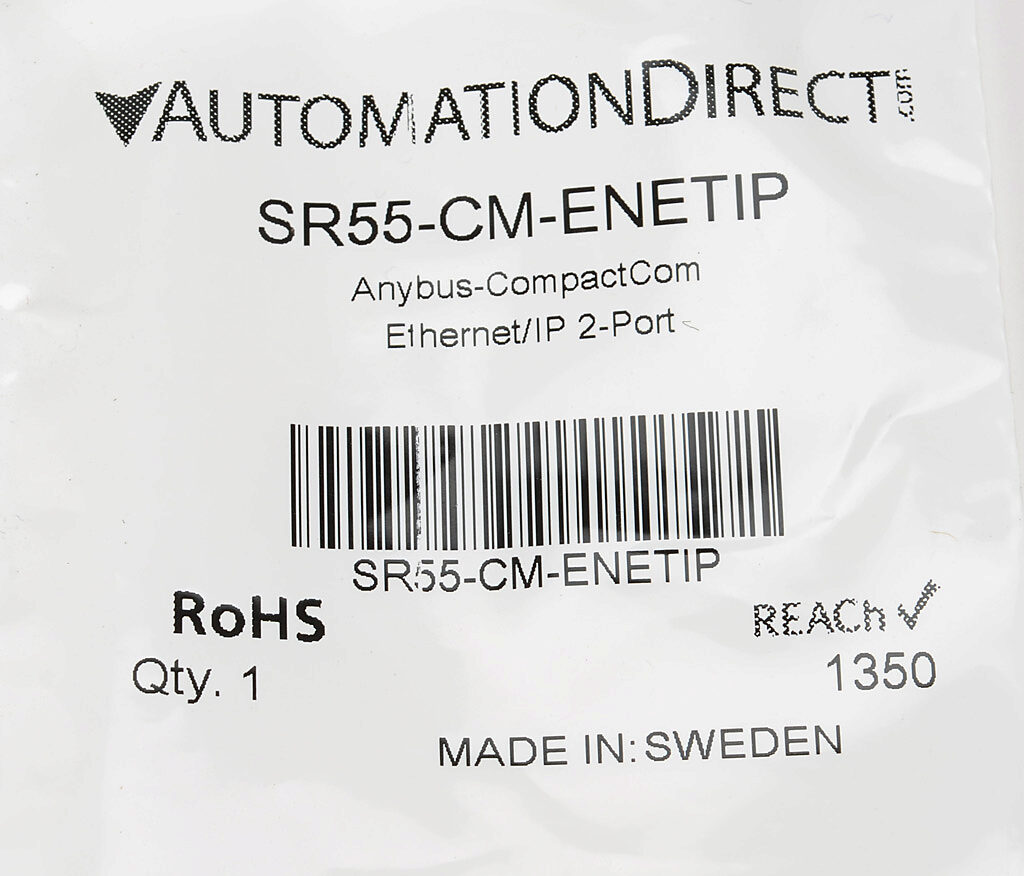 AUTOMATIONDIRECT.com
SR55-CM-ENETIP
Anybus-CompactCom
Ethernet/IP 2-Port
SR55-CM-ENETIP
RoHS
REACh✓
Qty. 1
1350
MADE IN: SWEDEN